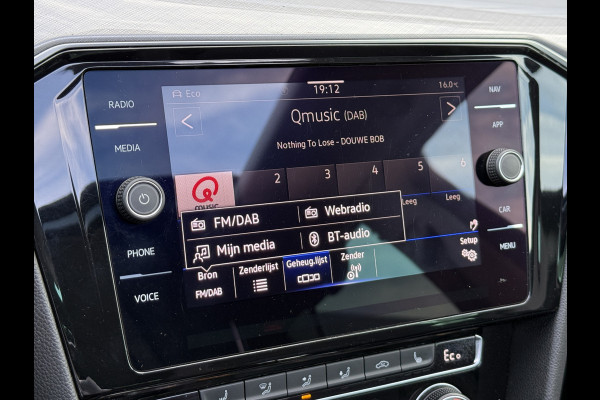 RADIO
MEDIA
PHONE
VOICE
Eco
19:12
16.0°C
Qmusic (DAB)
Nothing To Lose - DOUWE BOB
2
3
4
5
6
Leeg
Leeg
FM/DAB
Webradio
Mijn media
BT-audio
Bron
FM/DAB
Zenderlijst
Geheug.lijst
Zender
Setup
NAV
APP
CAR
MENU
Eco